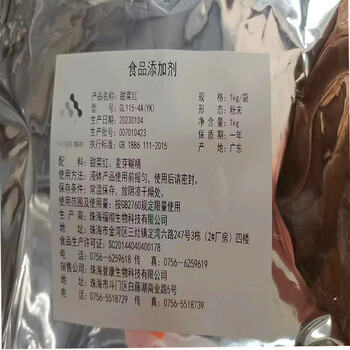 食品添加剂
产品名称：甜菜红 规 格：1kg/袋
型 号：GL115-4A(YK) 形 态：粉末
生产日期：20230104 净 含 量：1kg
生产批号：007010423 保 质 期：一年
执行标准：GB 1886.111-2015 产 地：广东
配 料：甜菜红、麦芽糊精
使用方法：液体产品使用前摇匀，使用后请密封。
保存条件：常温保存，放阴凉干燥处。
使用范围及使用量：按GB2760规定限量使用
生产商：珠海福彻生物科技有限公司
地址：珠海市金湾区三灶镇定湾六路247号3栋（2#厂房）四楼
食品生产许可证：SC20144040400178
电话：0756-6259618 传 真：0756-6259619
销售公司：珠海誉康生物科技有限公司
地址：珠海市斗门区白藤湖商业路5号
电话：0756-5518729 传 真：0756-5518739